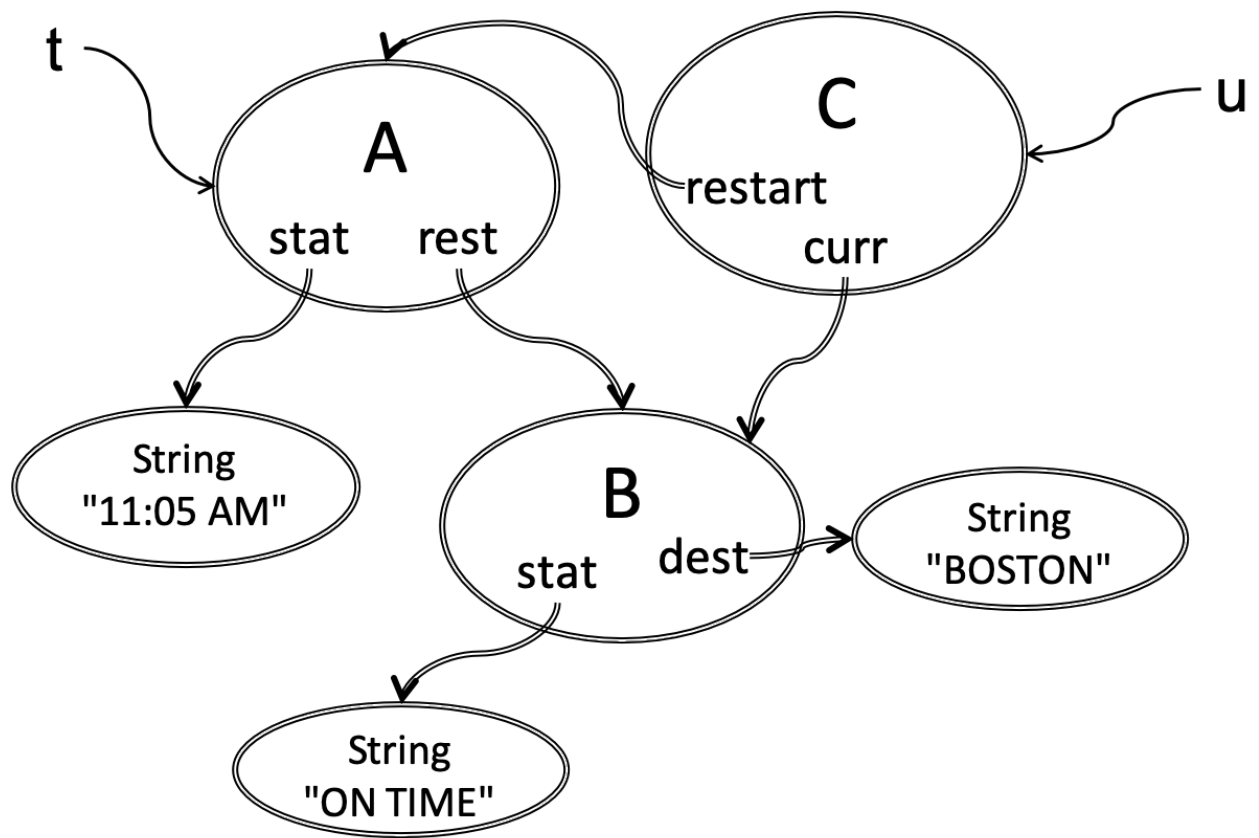 t
A
stat rest
C
restart
curr
u
String
"11:05 AM"
B
stat dest
String
"BOSTON"
String
"ON TIME"